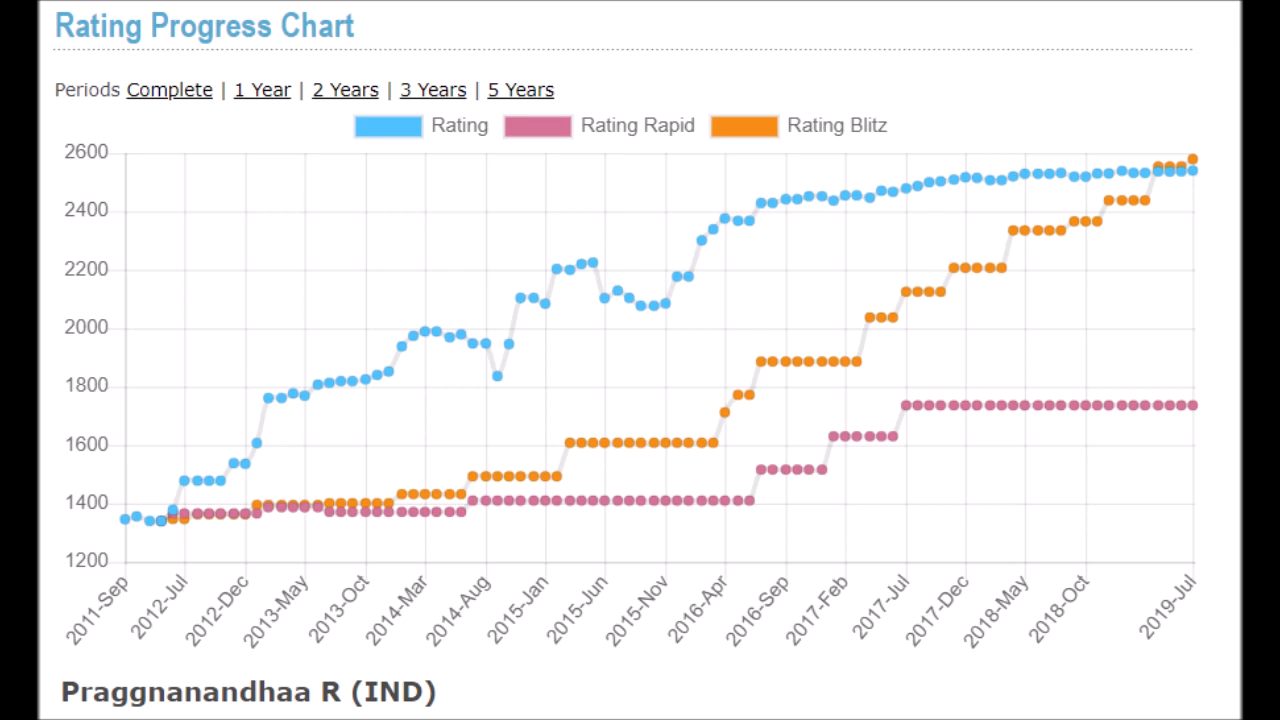 Rating Progress Chart
Periods Complete | 1 Year | 2 Years | 3 Years | 5 Years
Rating Rating Rapid Rating Blitz
2600
2400
2200
2000
1800
1600
1400
1200
2011-Sep 2012-Jul 2012-Dec 2013-May 2013-Oct 2014-Mar 2014-Aug 2015-Jan 2015-Jun 2015-Nov 2016-Apr 2016-Sep 2017-Feb 2017-Jul 2017-Dec 2018-May 2018-Oct 2019-Jul
Praggnanandhaa R (IND)